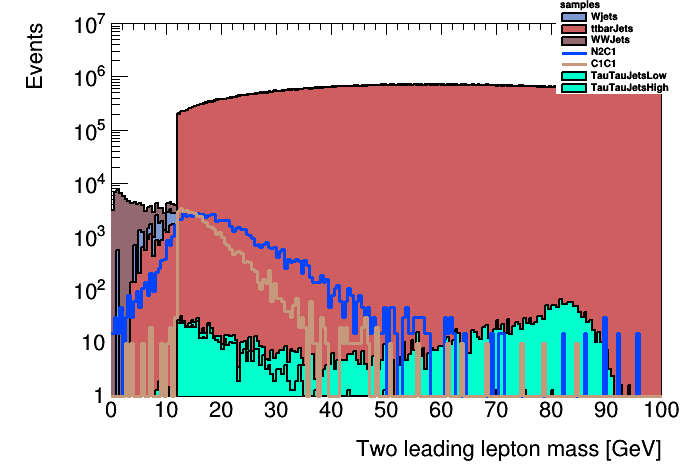 samples
Wjets
ttbarJets
WWJets
N2C1
C1C1
TauTauJetsLow
TauTauJetsHigh
Events
10^7
10^6
10^5
10^4
10^3
10^2
10
1
0 10 20 30 40 50 60 70 80 90 100
Two leading lepton mass [GeV]